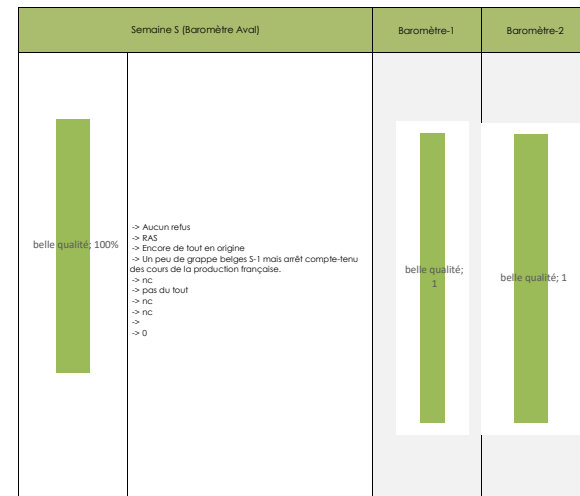 Semaine S (Baromètre Aval)
Baromètre-1
Baromètre-2
belle qualité; 100%
-> Aucun refus
-> RAS
-> Encore de tout en origine
-> Un peu de grappe belges S-1 mais arrêt compte-tenu
des cours de la production française.
-> nc
-> pas du tout
-> nc
-> nc
->
-> 0
belle qualité;
1
belle qualité; 1